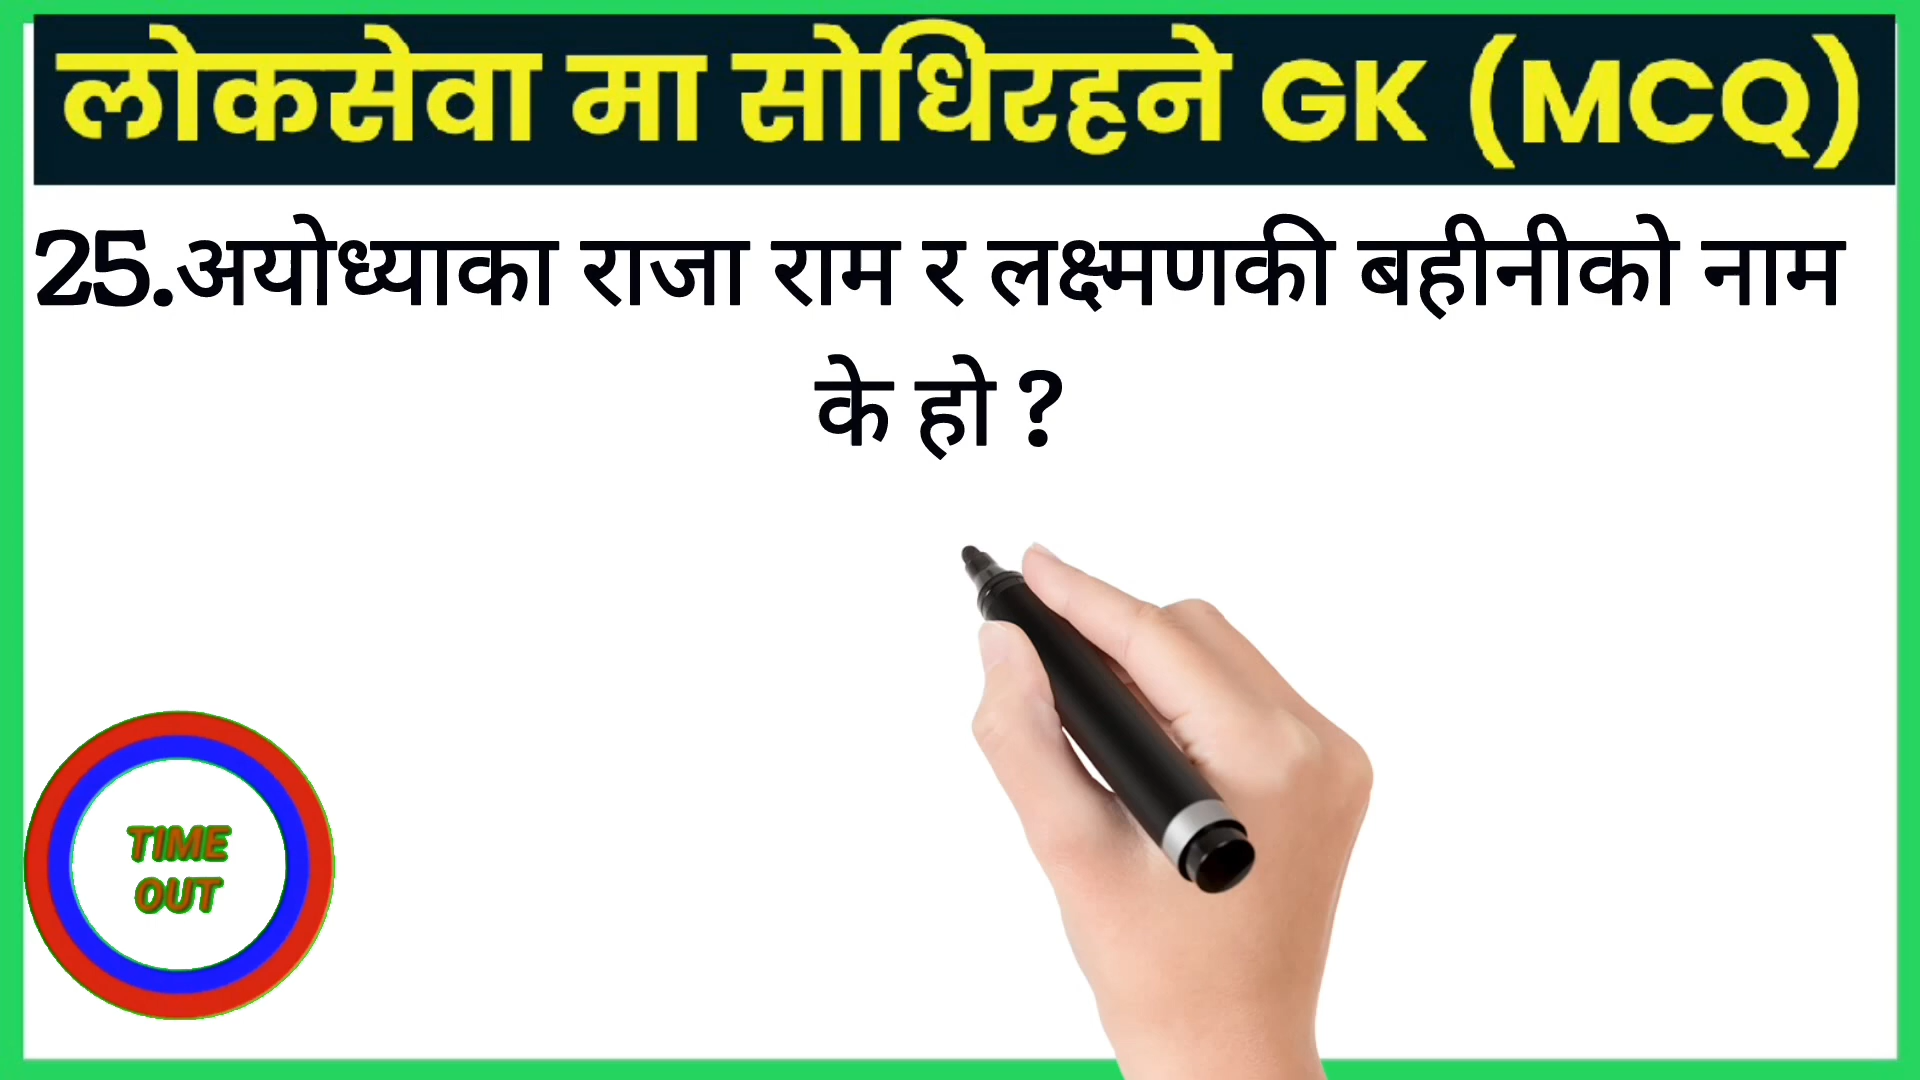 लोकसेवा मा सोधिरहने GK (MCQ)
25.अयोध्याका राजा राम र लक्ष्मणकी बहीनीको नाम
के हो ?
TIME
OUT